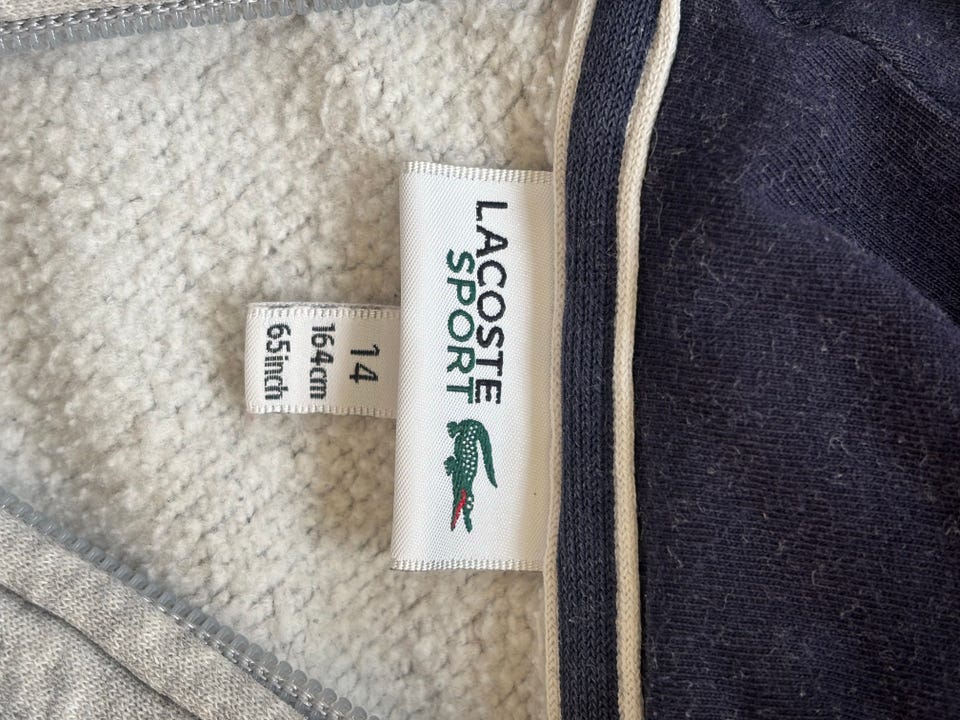 LACOSTE
SPORT
14
164cm
65inch